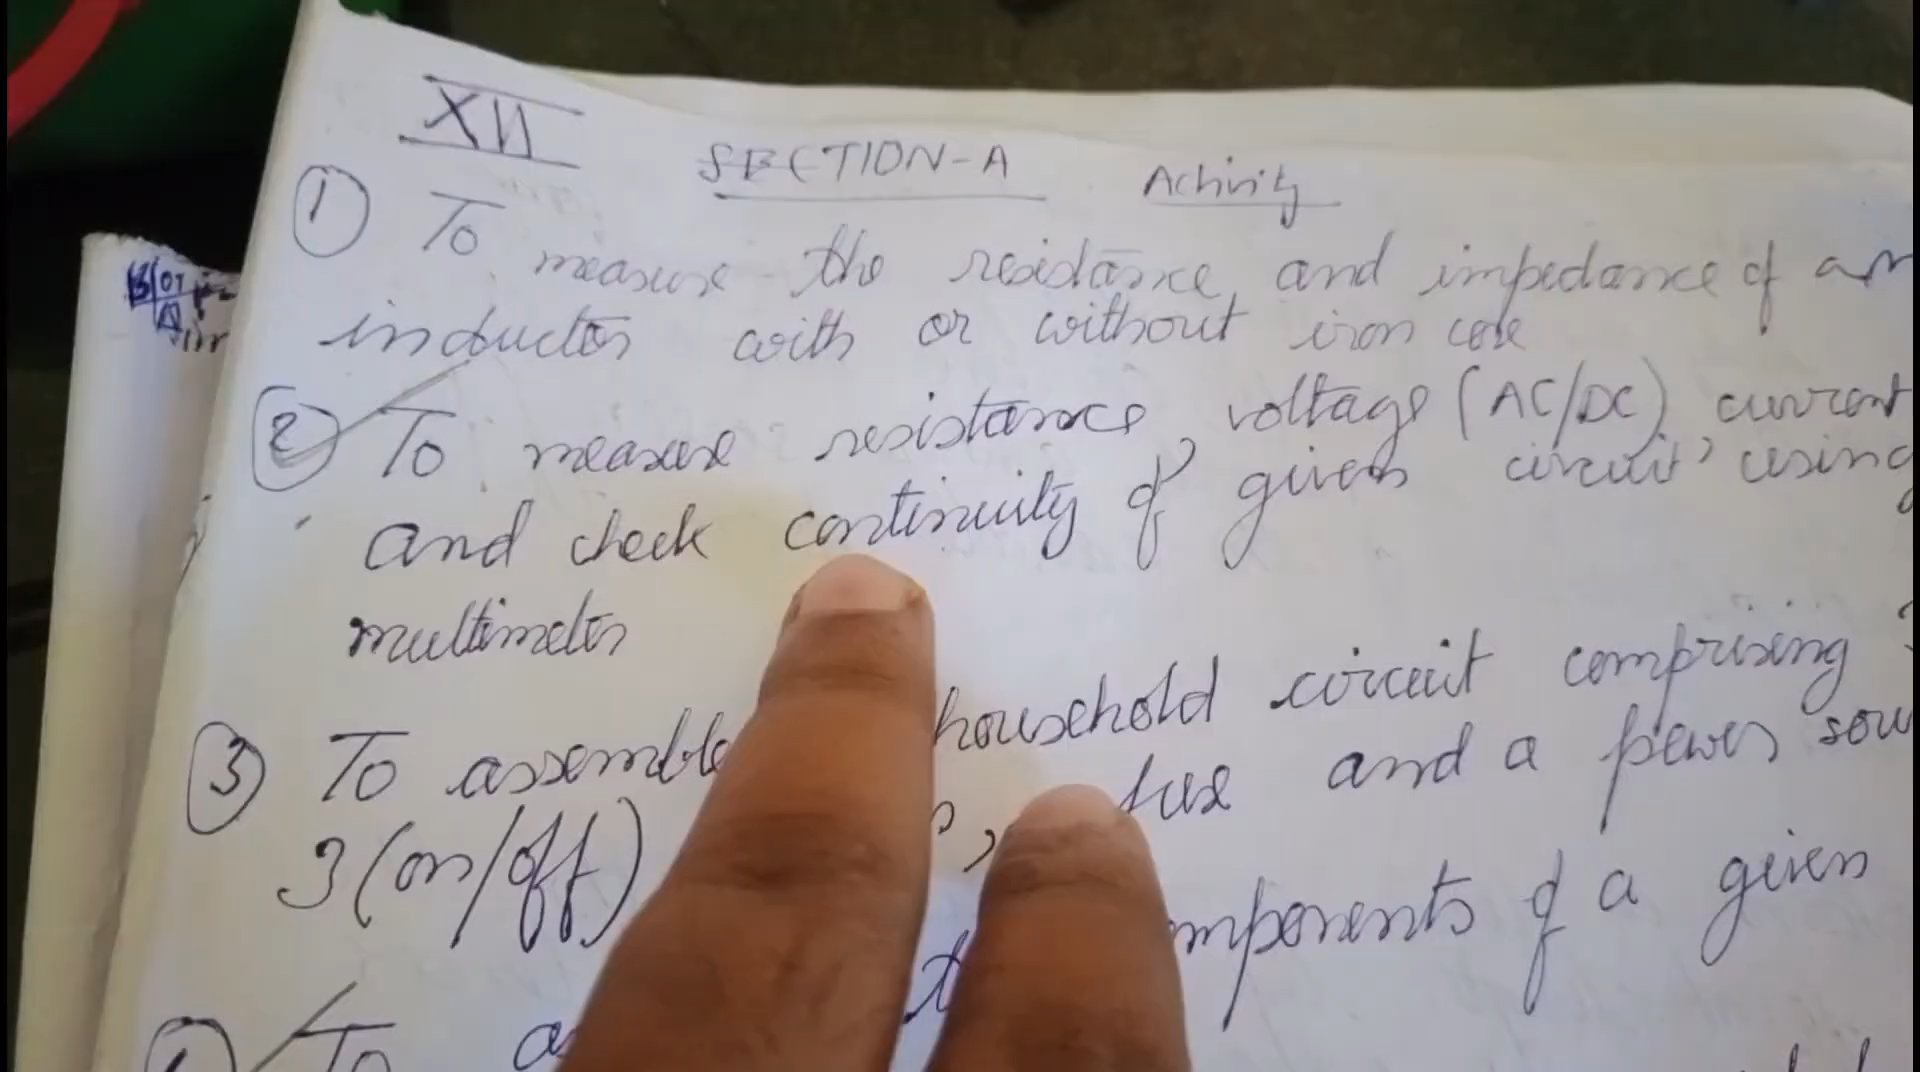 XII
SECTION-A Activity
① To measure the resistance and impedance of an
inductor with or without iron core
② To measure resistance, voltage (AC/DC) current
and check continuity of given circuit using
multimeter
③ To assemble household circuit comprising
3 (on/off) , fuse and a power sou
components of a given
To